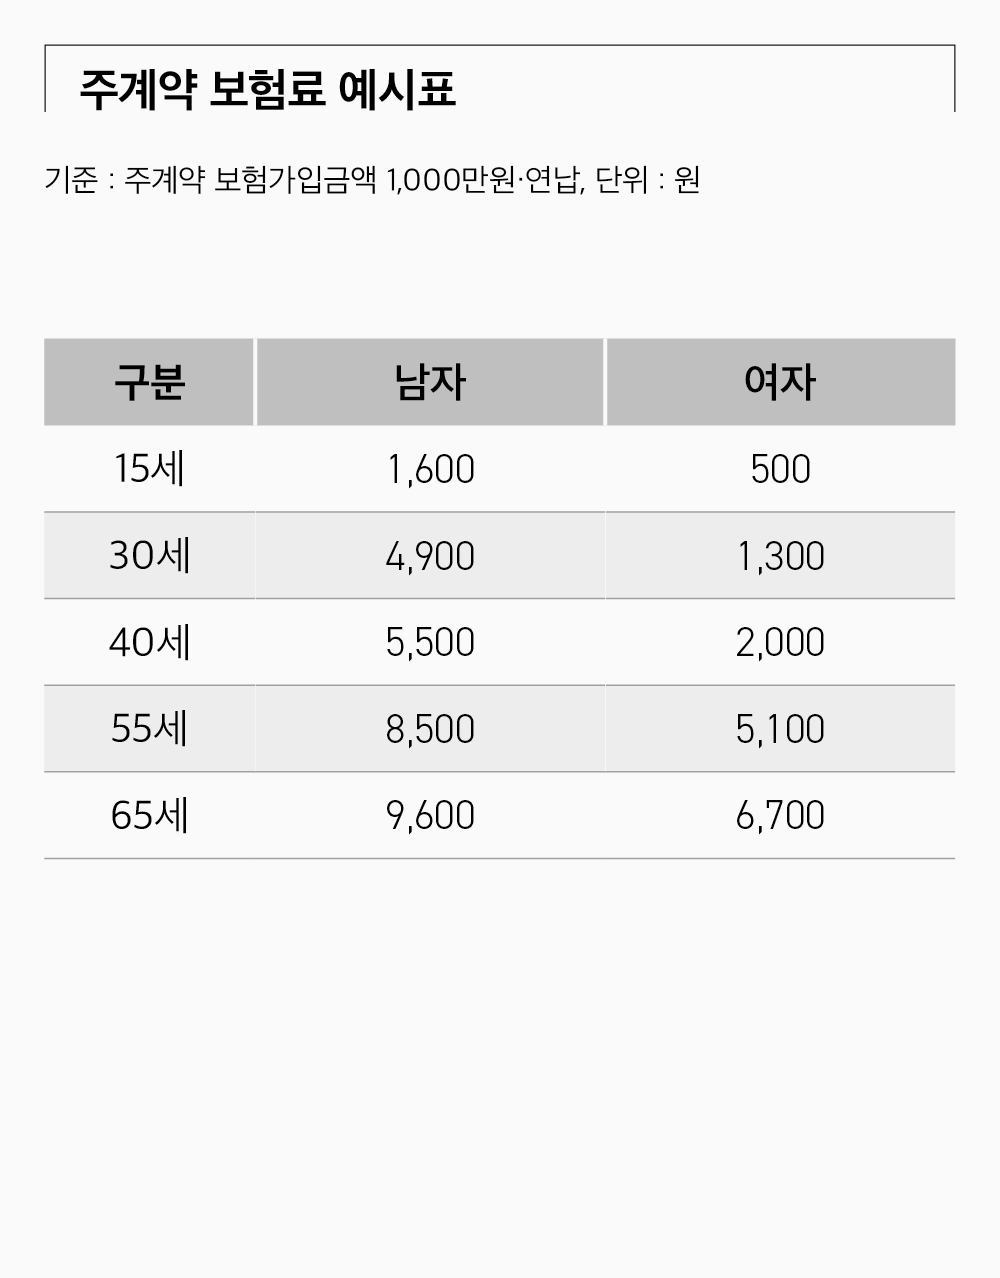 주계약 보험료 예시표
기준 : 주계약 보험가입금액 1,000만원·연납, 단위 : 원
구분 남자 여자
15세 1,600 500
30세 4,900 1,300
40세 5,500 2,000
55세 8,500 5,100
65세 9,600 6,700